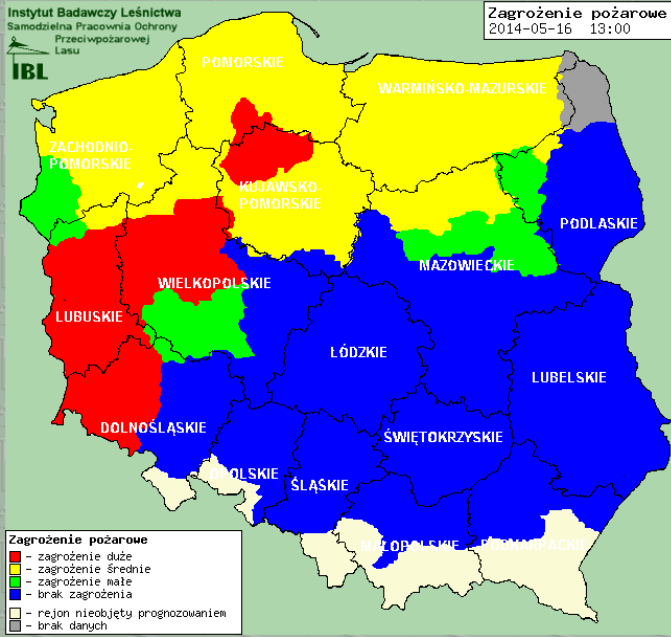 Instytut Badawczy Leśnictwa
Samodzielna Pracownia Ochrony
Przeciwpożarowej
Lasu
IBL
Zagrożenie pożarowe
2014-05-16 13:00
POMORSKIE
WARMIŃSKO-MAZURSKIE
ZACHODNIO-
POMORSKIE
KUJAWSKO-
POMORSKIE
PODLASKIE
MAZOWIECKIE
WIELKOPOLSKIE
LUBUSKIE
ŁÓDZKIE
LUBELSKIE
DOLNOŚLĄSKIE
ŚWIĘTOKRZYSKIE
OPOLSKIE
ŚLĄSKIE
MAŁOPOLSKIE
PODKARPACKIE
Zagrożenie pożarowe
- zagrożenie duże
- zagrożenie średnie
- zagrożenie małe
- brak zagrożenia
- rejon nieobjęty prognozowaniem
- brak danych